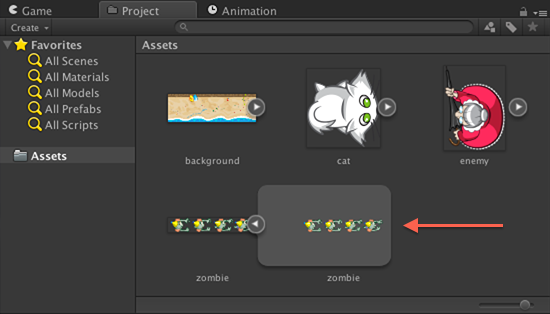 Game Project Animation
Create
Favorites
All Scenes
All Materials
All Models
All Prefabs
All Scripts
Assets
Assets
background cat enemy
zombie zombie